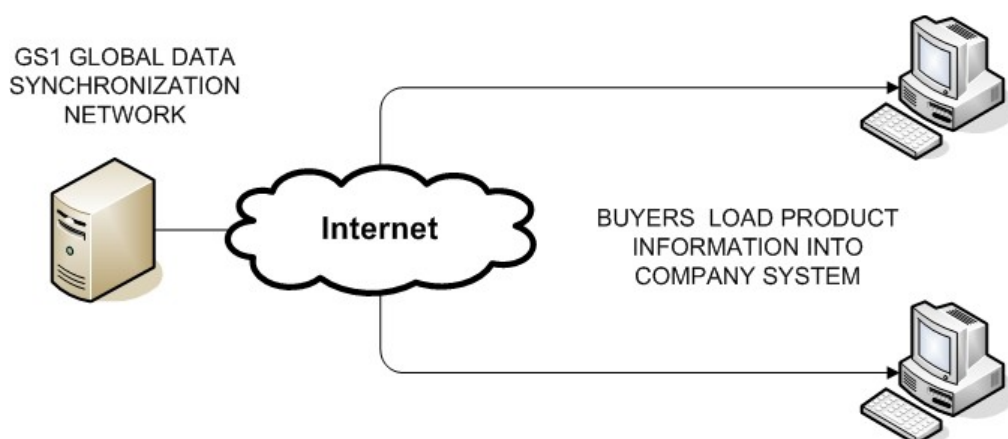 GS1 GLOBAL DATA
SYNCHRONIZATION
NETWORK
Internet
BUYERS LOAD PRODUCT
INFORMATION INTO
COMPANY SYSTEM